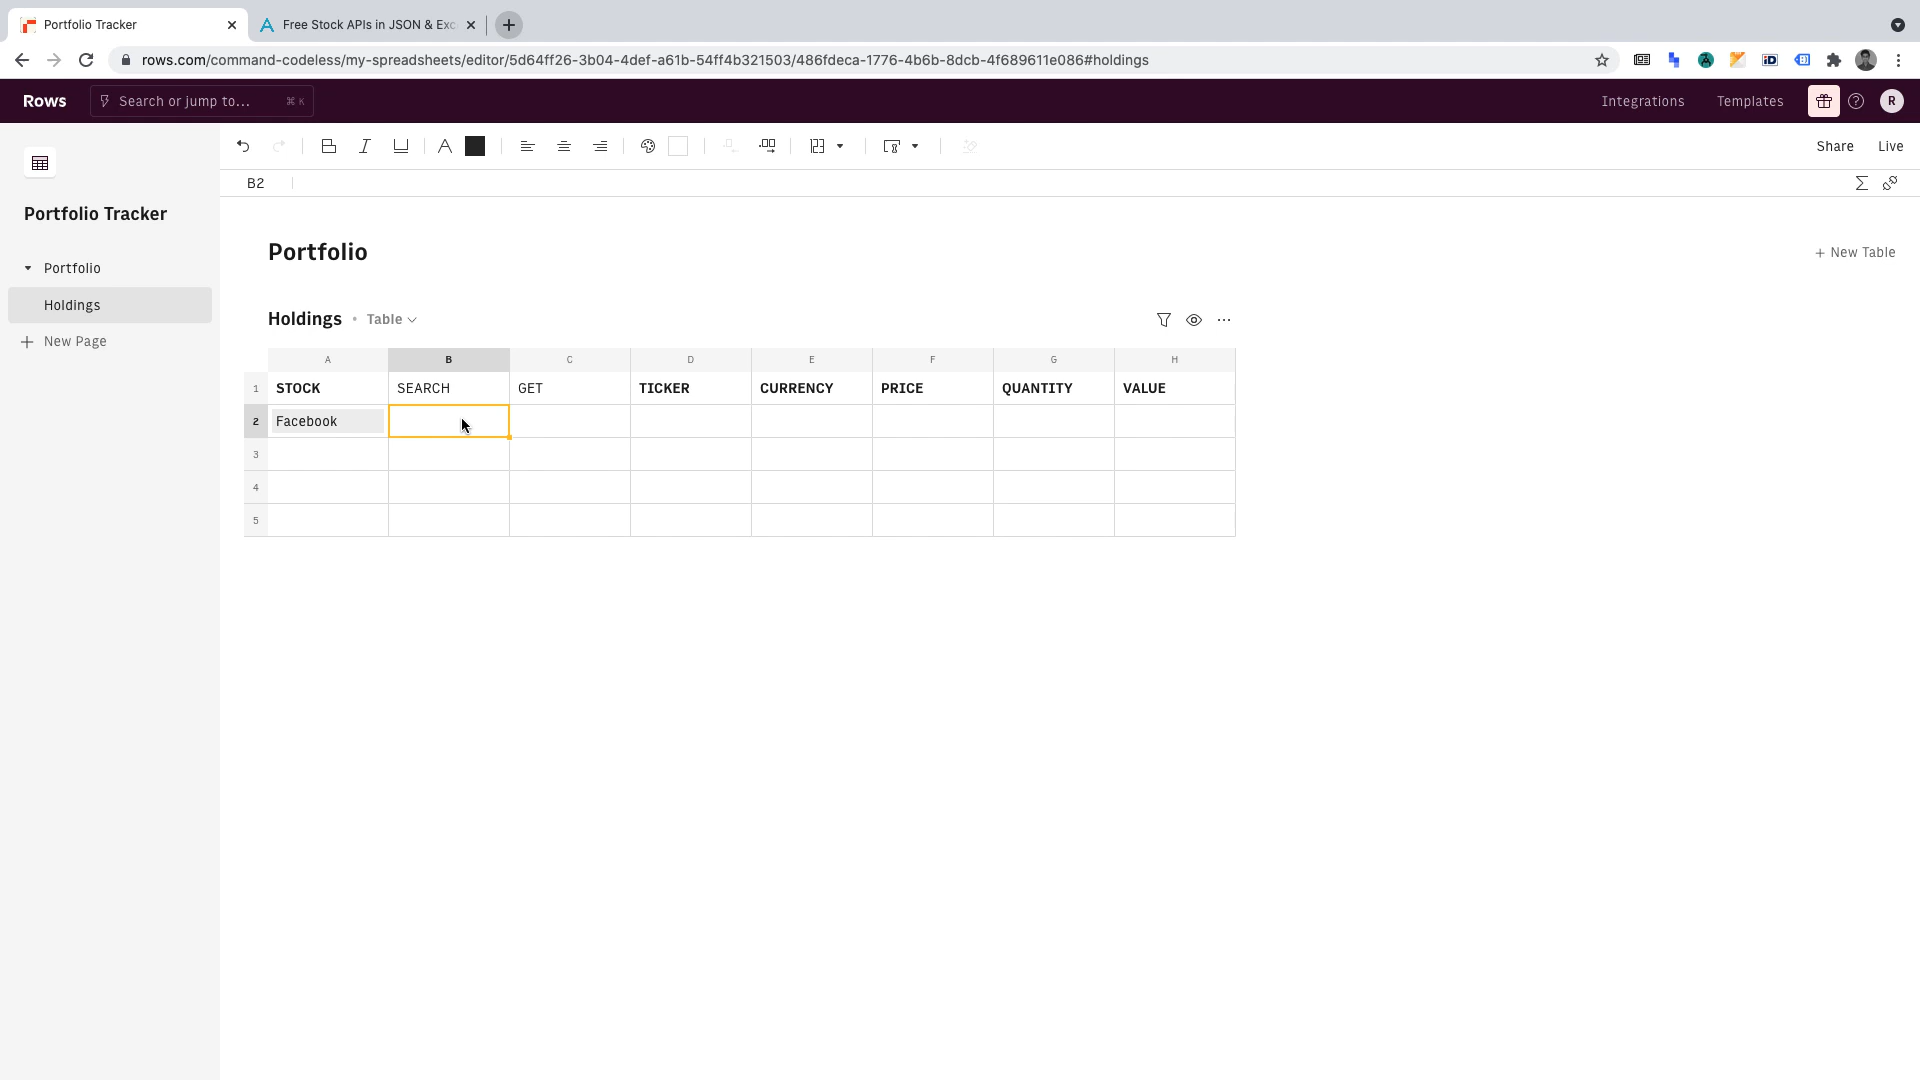 Portfolio Tracker
Free Stock APIs in JSON & Exc
rows.com/command-codeless/my-spreadsheets/editor/5d64ff26-3b04-4def-a61b-54ff4b321503/486fdeca-1776-4b6b-8dcb-4f689611e086#holdings
Rows
Search or jump to... ⌘ K
Integrations
Templates
R
Share
Live
B2
Portfolio Tracker
Portfolio
Holdings
+ New Page
Portfolio
+ New Table
Holdings • Table
A B C D E F G H
1 STOCK SEARCH GET TICKER CURRENCY PRICE QUANTITY VALUE
2 Facebook
3
4
5